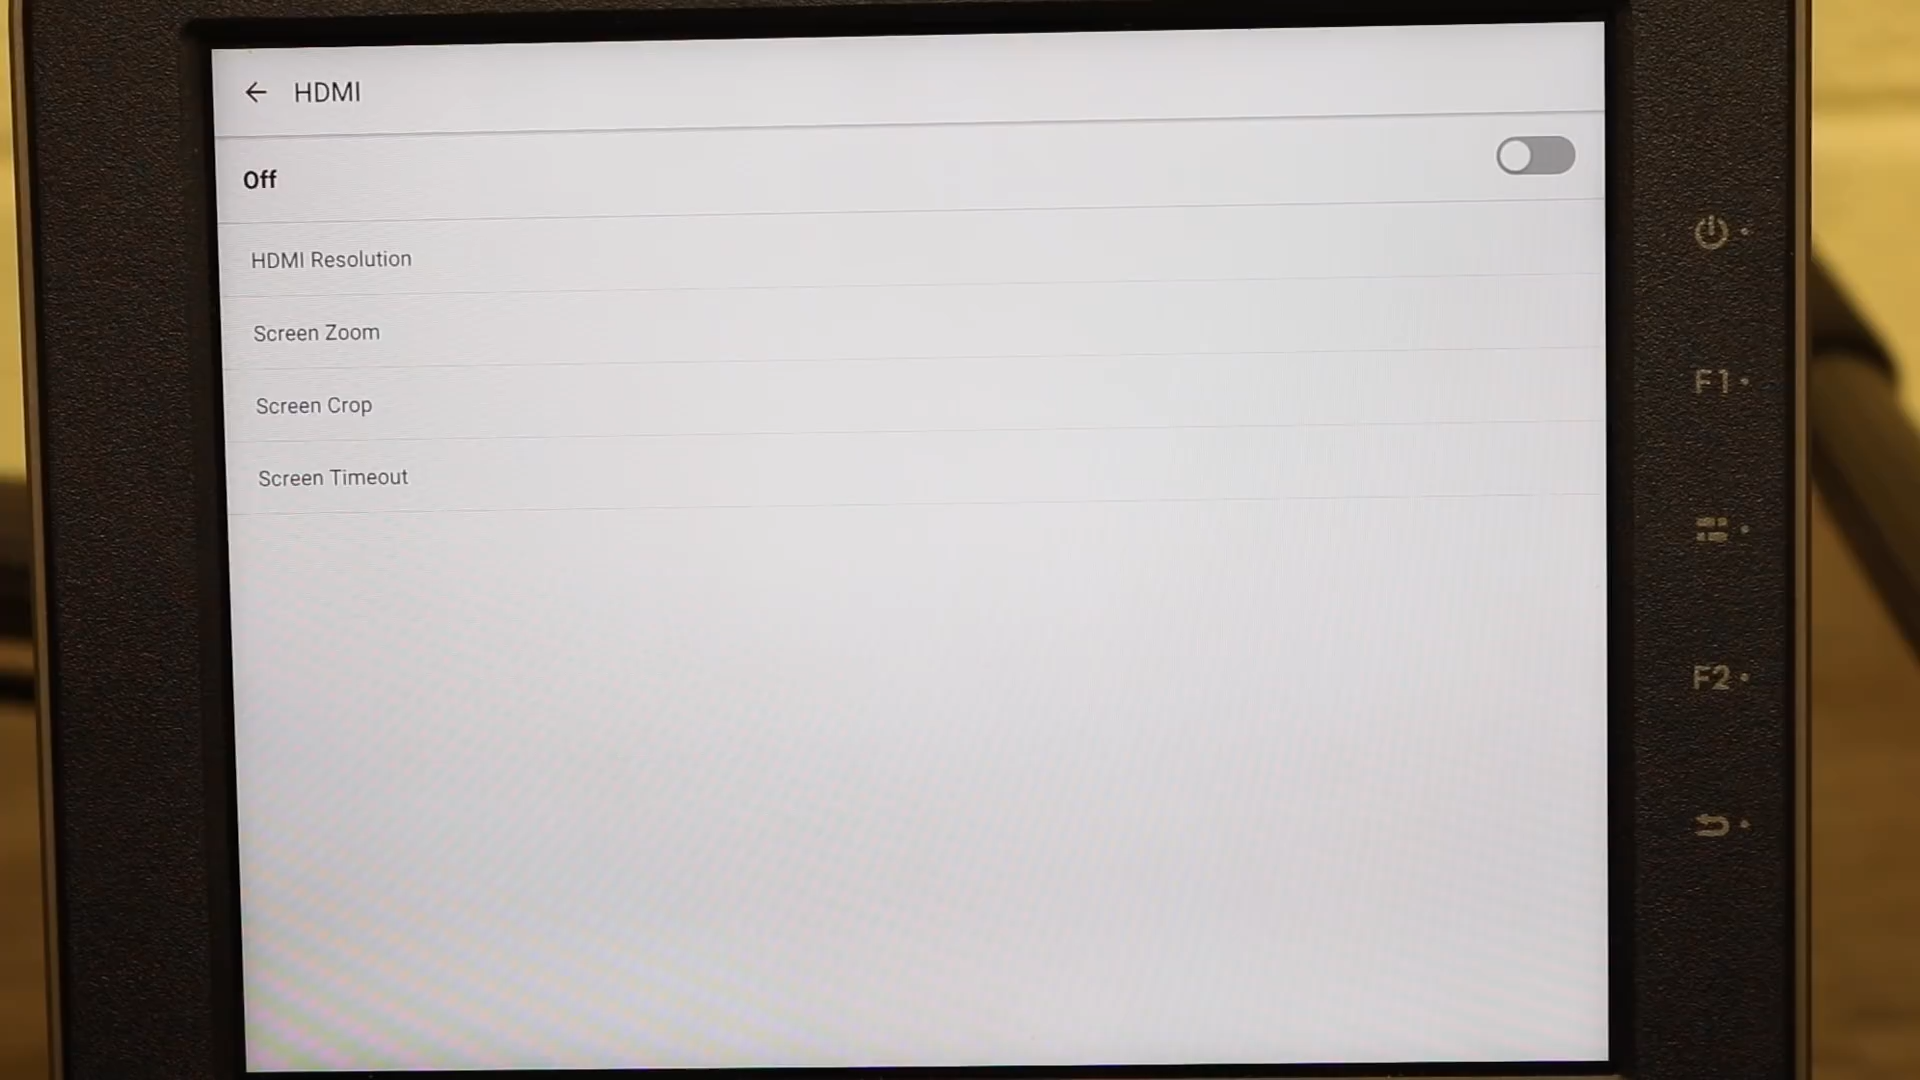 HDMI
Off
HDMI Resolution
Screen Zoom
Screen Crop
Screen Timeout
F1
F2